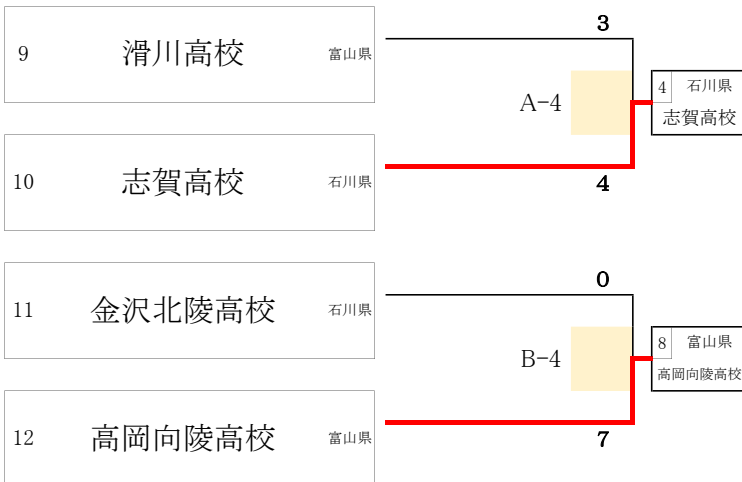 9 滑川高校 富山県
3
A-4
4 石川県
志賀高校
10 志賀高校 石川県
4
11 金沢北陵高校 石川県
0
B-4
8 富山県
高岡向陵高校
12 高岡向陵高校 富山県
7